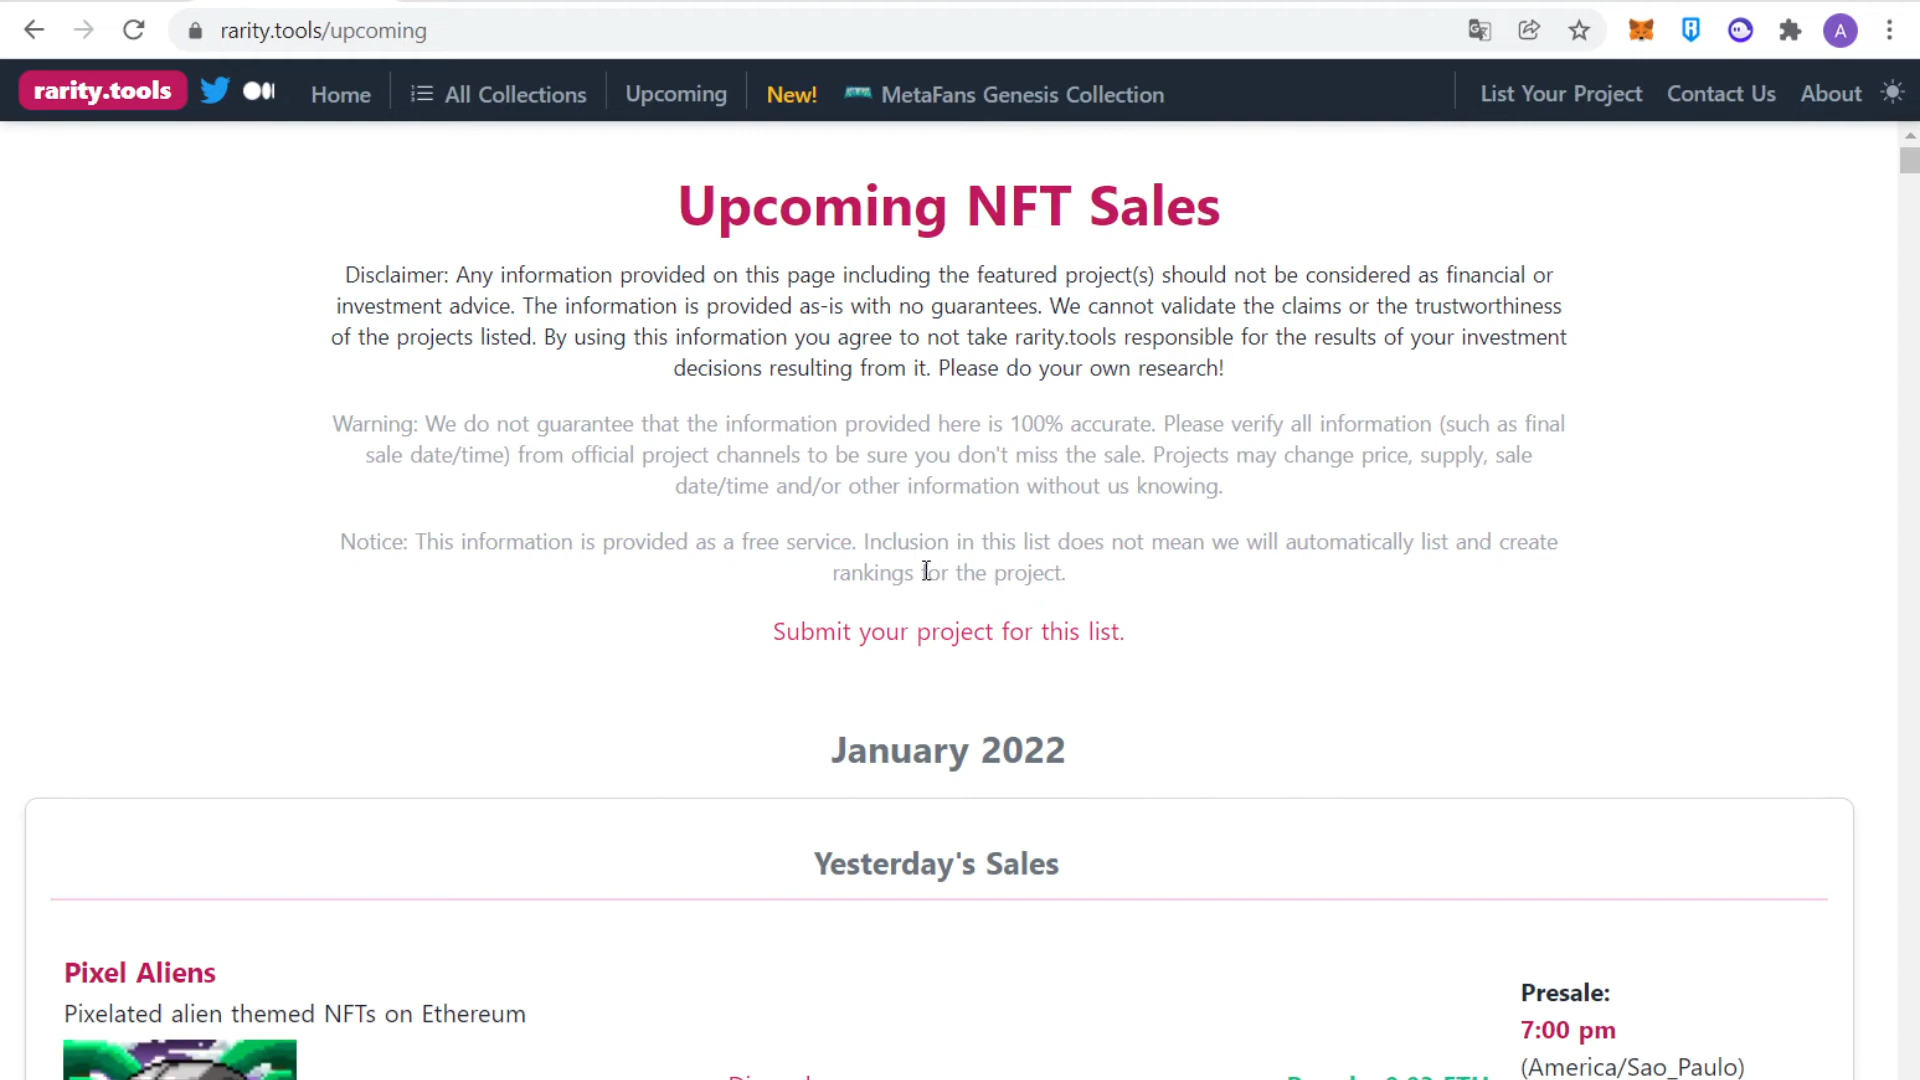 rarity.tools/upcoming
A
rarity.tools
Home
All Collections
Upcoming
New!
MetaFans Genesis Collection
List Your Project
Contact Us
About
Upcoming NFT Sales
Disclaimer: Any information provided on this page including the featured project(s) should not be considered as financial or
investment advice. The information is provided as-is with no guarantees. We cannot validate the claims or the trustworthiness
of the projects listed. By using this information you agree to not take rarity.tools responsible for the results of your investment
decisions resulting from it. Please do your own research!
Warning: We do not guarantee that the information provided here is 100% accurate. Please verify all information (such as final
sale date/time) from official project channels to be sure you don't miss the sale. Projects may change price, supply, sale
date/time and/or other information without us knowing.
Notice: This information is provided as a free service. Inclusion in this list does not mean we will automatically list and create
rankings for the project.
Submit your project for this list.
January 2022
Yesterday's Sales
Pixel Aliens
Pixelated alien themed NFTs on Ethereum
Presale:
7:00 pm
(America/Sao_Paulo)